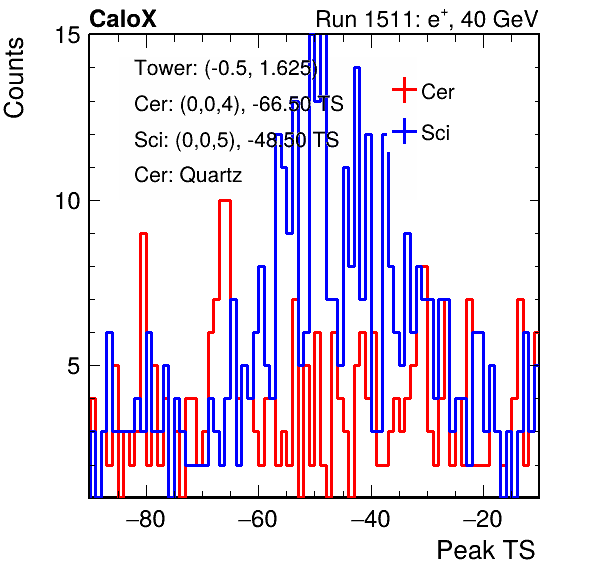 CaloX Run 1511: e⁺, 40 GeV
Counts
15
Tower: (-0.5, 1.625)
Cer: (0,0,4), -66.50 TS
Sci: (0,0,5), -48.50 TS
Cer: Quartz
Cer
Sci
10
5
−80 −60 −40 −20
Peak TS